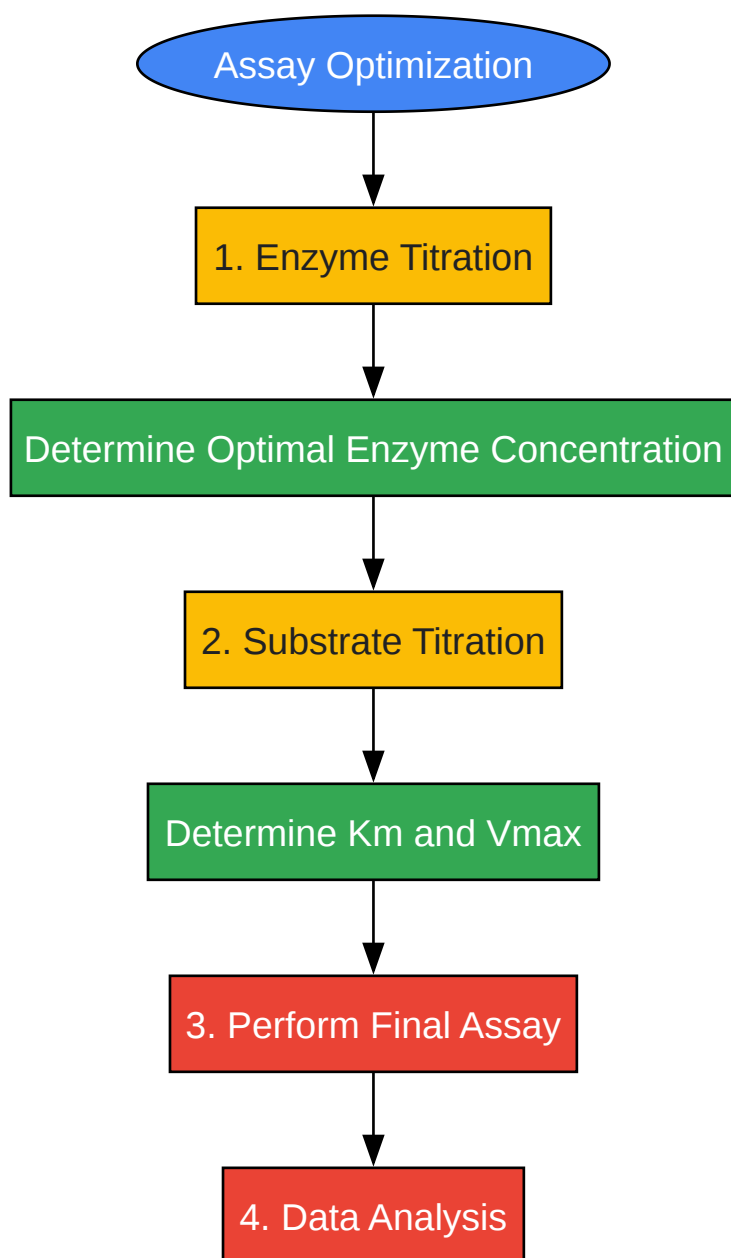 Assay Optimization
1. Enzyme Titration
Determine Optimal Enzyme Concentration
2. Substrate Titration
Determine Km and Vmax
3. Perform Final Assay
4. Data Analysis